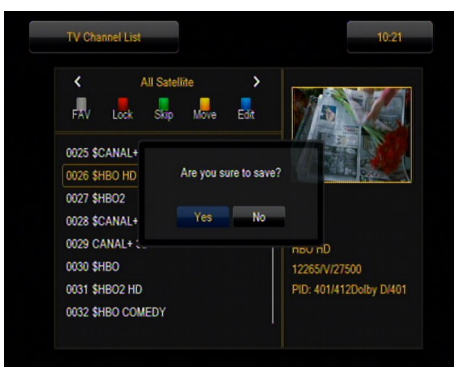 TV Channel List
10:21
All Satellite
FAV Lock Skip Move Edit
0025 $CANAL+
0026 $HBO HD
0027 $HBO2
0028 $CANAL+
0029 CANAL+
0030 $HBO
0031 $HBO2 HD
0032 $HBO COMEDY
Are you sure to save?
Yes No
HBO HD
12265/V/27500
PID: 401/412Dolby D/401